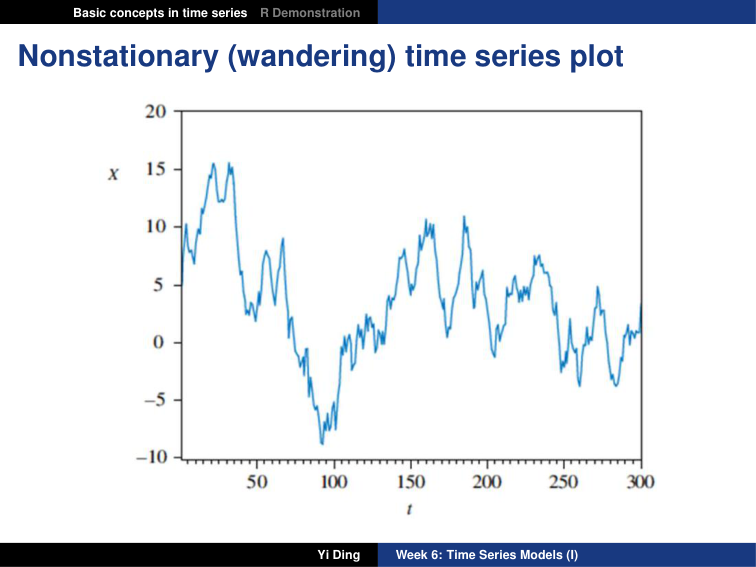 Basic concepts in time series R Demonstration
Nonstationary (wandering) time series plot
20
X 15
10
5
0
−5
−10
50 100 150 200 250 300
t
Yi Ding Week 6: Time Series Models (I)